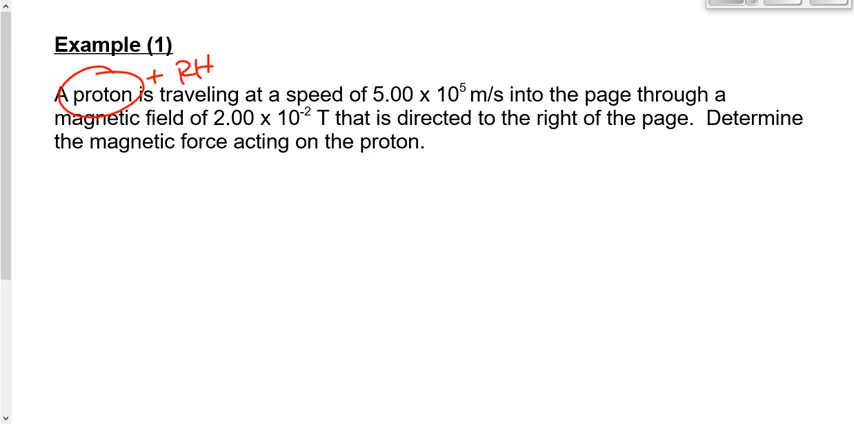 Example (1)
+ RH
A proton is traveling at a speed of 5.00 x 10⁵ m/s into the page through a
magnetic field of 2.00 x 10⁻² T that is directed to the right of the page. Determine
the magnetic force acting on the proton.